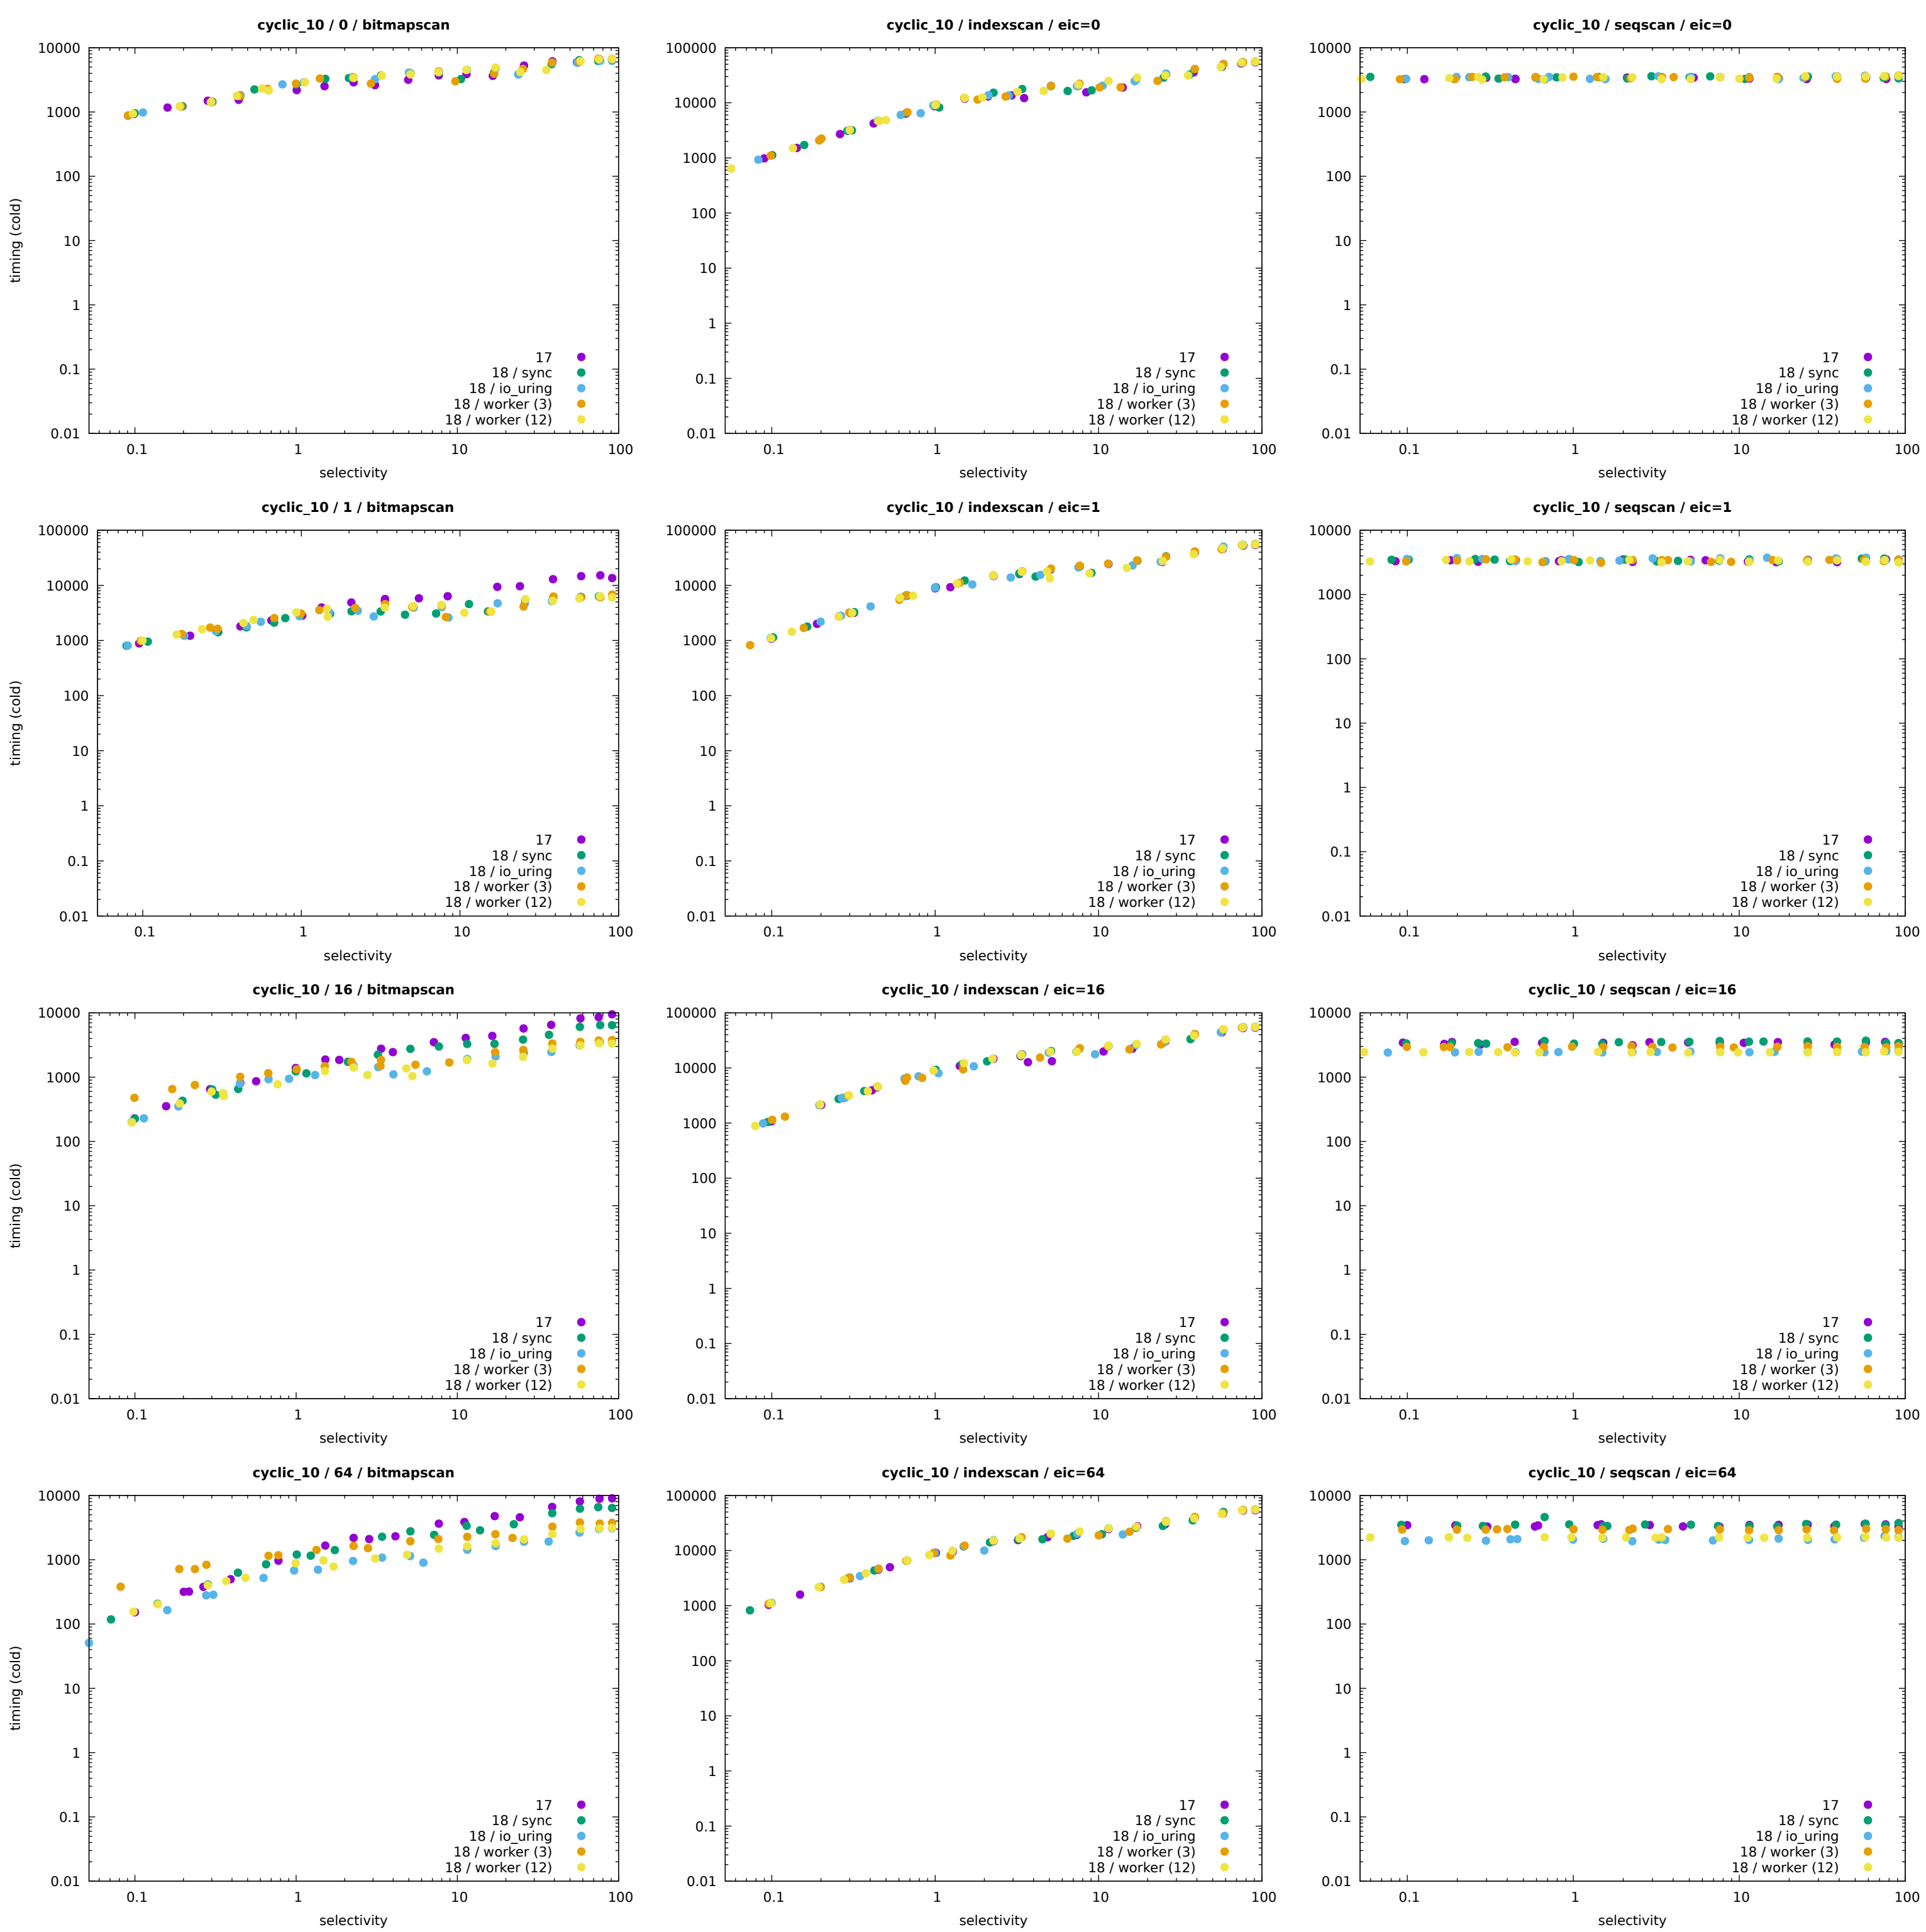 cyclic_10 / 0 / bitmapscan
timing (cold)
10000
1000
100
10
1
0.1
0.01
17
18 / sync
18 / io_uring
18 / worker (3)
18 / worker (12)
0.1 1 10 100
selectivity
cyclic_10 / indexscan / eic=0
100000
10000
1000
100
10
1
0.1
0.01
17
18 / sync
18 / io_uring
18 / worker (3)
18 / worker (12)
0.1 1 10 100
selectivity
cyclic_10 / seqscan / eic=0
10000
1000
100
10
1
0.1
0.01
17
18 / sync
18 / io_uring
18 / worker (3)
18 / worker (12)
0.1 1 10 100
selectivity
cyclic_10 / 1 / bitmapscan
timing (cold)
100000
10000
1000
100
10
1
0.1
0.01
17
18 / sync
18 / io_uring
18 / worker (3)
18 / worker (12)
0.1 1 10 100
selectivity
cyclic_10 / indexscan / eic=1
100000
10000
1000
100
10
1
0.1
0.01
17
18 / sync
18 / io_uring
18 / worker (3)
18 / worker (12)
0.1 1 10 100
selectivity
cyclic_10 / seqscan / eic=1
10000
1000
100
10
1
0.1
0.01
17
18 / sync
18 / io_uring
18 / worker (3)
18 / worker (12)
0.1 1 10 100
selectivity
cyclic_10 / 16 / bitmapscan
timing (cold)
10000
1000
100
10
1
0.1
0.01
17
18 / sync
18 / io_uring
18 / worker (3)
18 / worker (12)
0.1 1 10 100
selectivity
cyclic_10 / indexscan / eic=16
100000
10000
1000
100
10
1
0.1
0.01
17
18 / sync
18 / io_uring
18 / worker (3)
18 / worker (12)
0.1 1 10 100
selectivity
cyclic_10 / seqscan / eic=16
10000
1000
100
10
1
0.1
0.01
17
18 / sync
18 / io_uring
18 / worker (3)
18 / worker (12)
0.1 1 10 100
selectivity
cyclic_10 / 64 / bitmapscan
timing (cold)
10000
1000
100
10
1
0.1
0.01
17
18 / sync
18 / io_uring
18 / worker (3)
18 / worker (12)
0.1 1 10 100
selectivity
cyclic_10 / indexscan / eic=64
100000
10000
1000
100
10
1
0.1
0.01
17
18 / sync
18 / io_uring
18 / worker (3)
18 / worker (12)
0.1 1 10 100
selectivity
cyclic_10 / seqscan / eic=64
10000
1000
100
10
1
0.1
0.01
17
18 / sync
18 / io_uring
18 / worker (3)
18 / worker (12)
0.1 1 10 100
selectivity